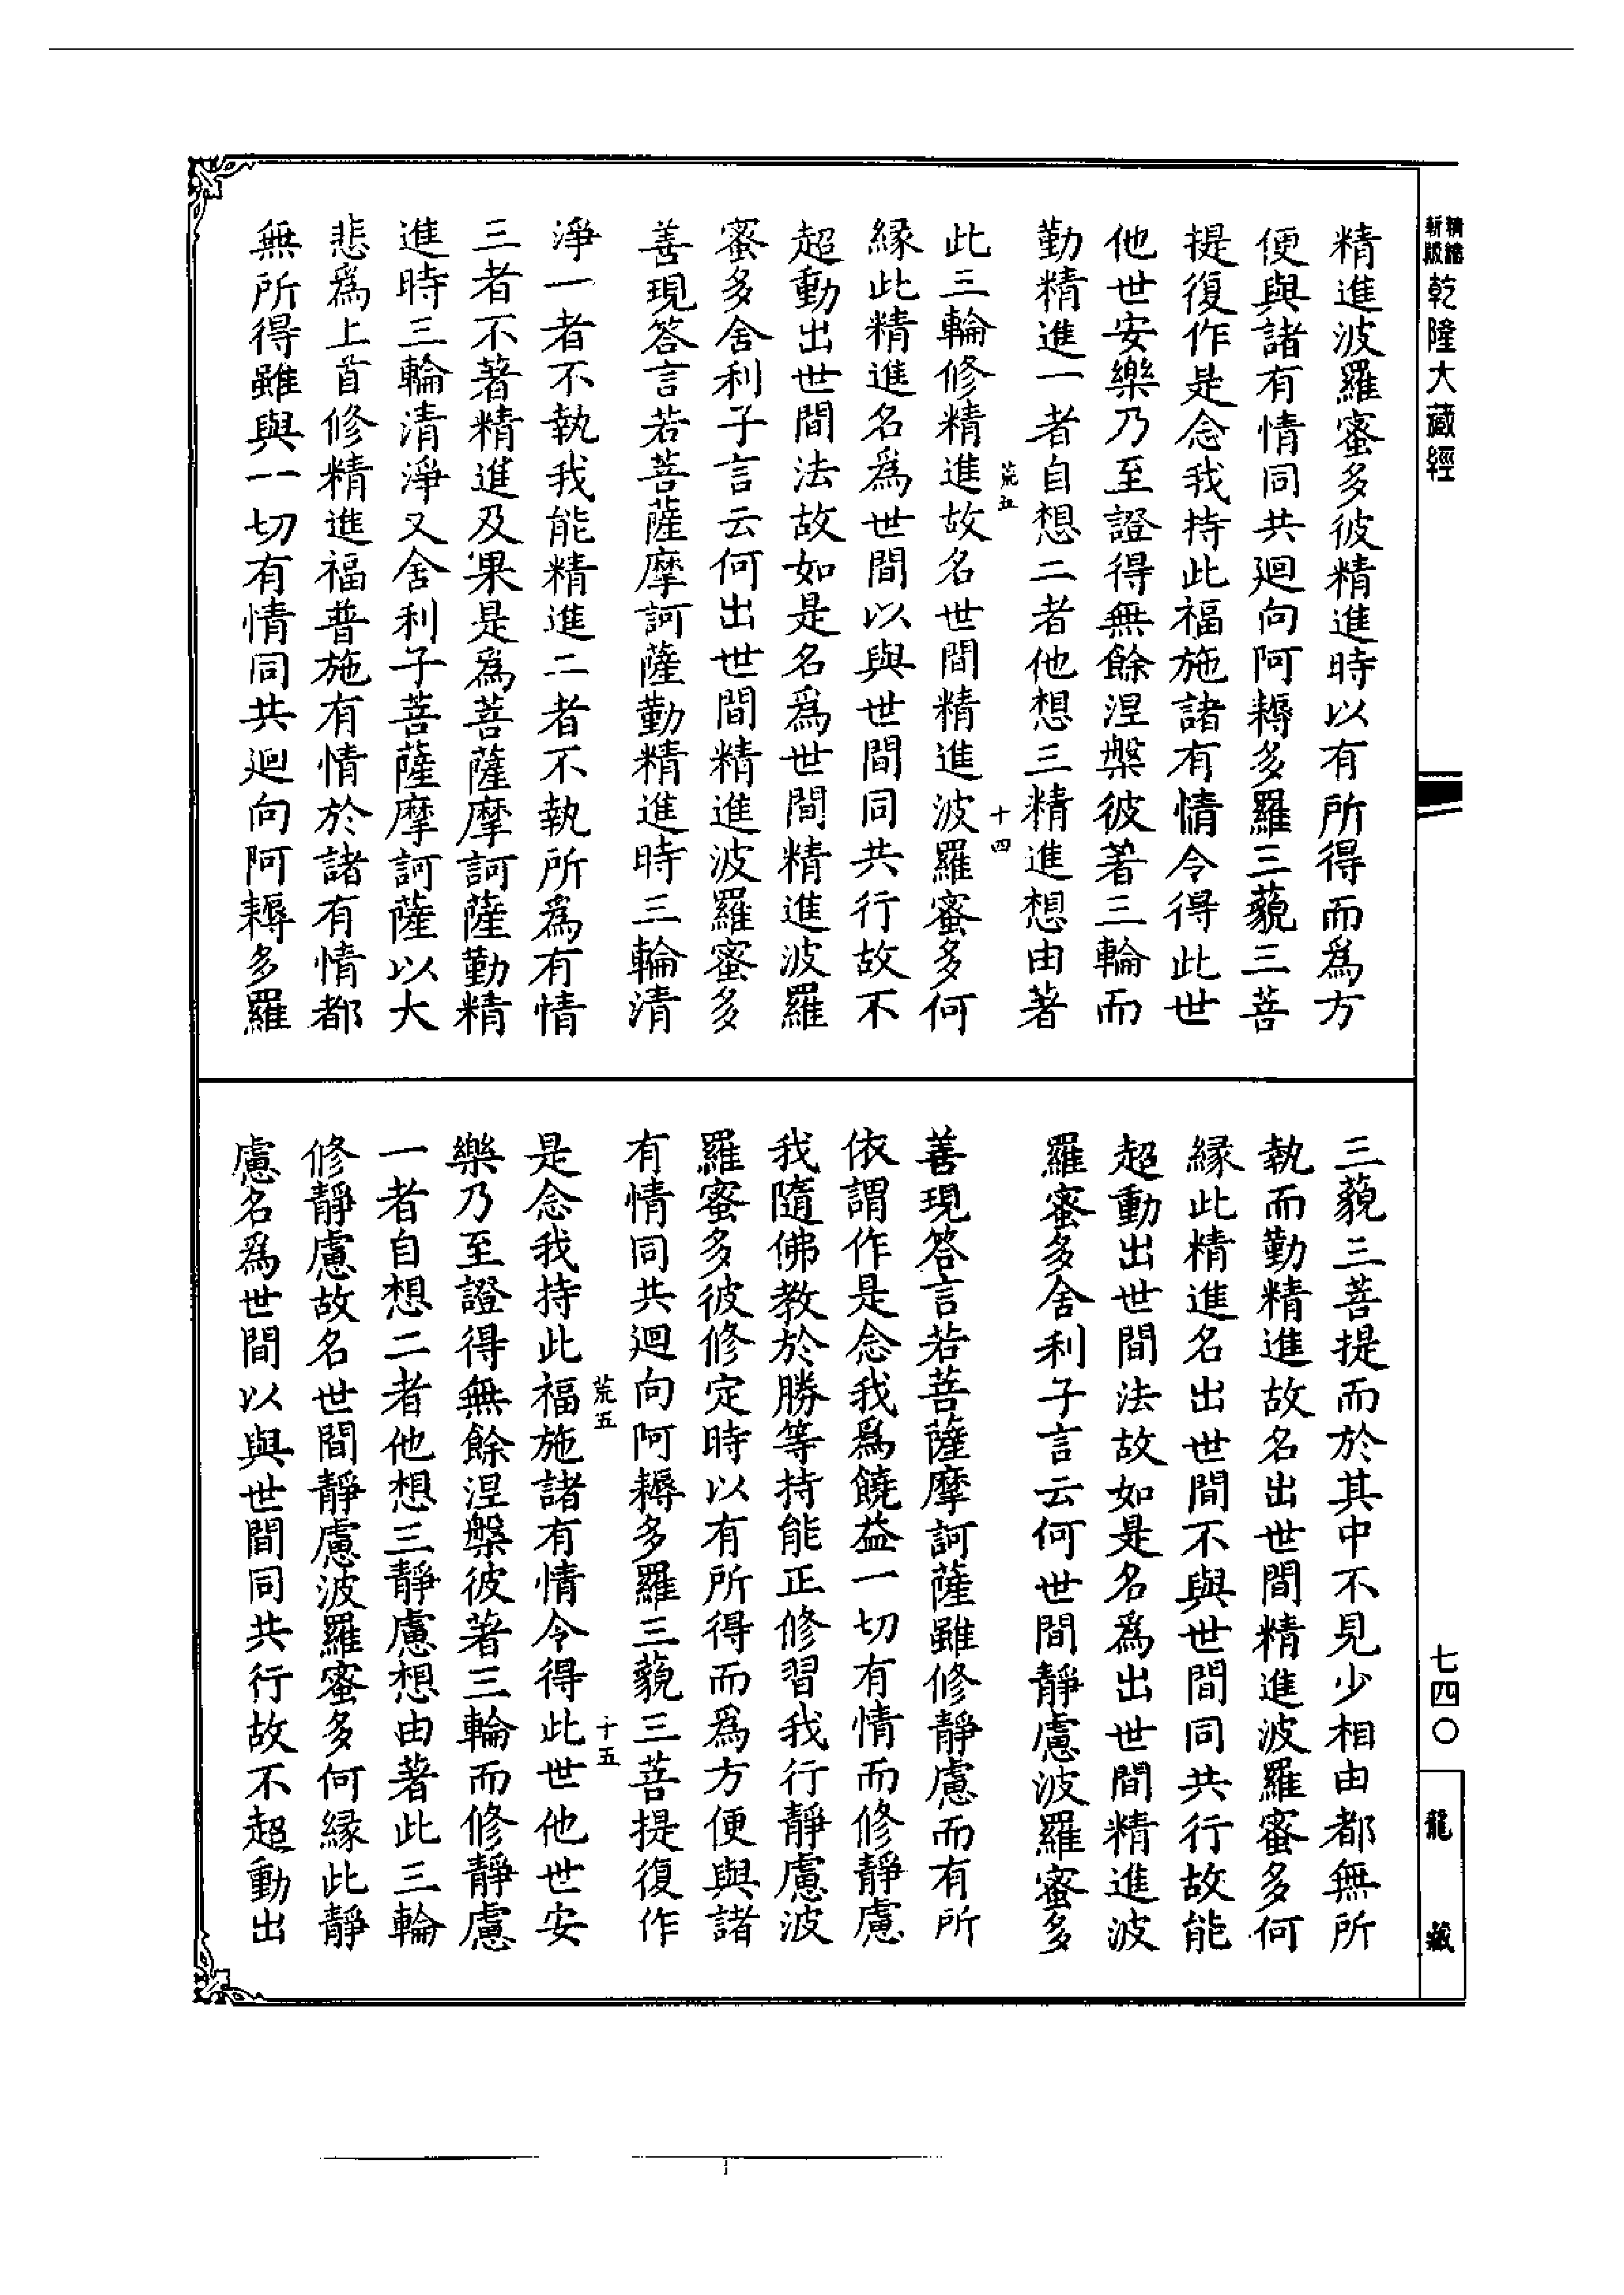 精縮新版乾隆大藏經
精進波羅蜜多彼精進時以有所得而爲方
便與諸有情同共迴向阿耨多羅三藐三菩
提復作是念我持此福施諸有情令得此世
他世安樂乃至證得無餘涅槃彼著三輪而
勤精進一者自想二者他想三精進想由著
荒五 十四
此三輪修精進故名世間精進波羅蜜多何
緣此精進名爲世間以與世間同共行故不
超動出世間法故如是名爲世間精進波羅
蜜多舍利子言云何出世間精進波羅蜜多
善現答言若菩薩摩訶薩勤精進時三輪清
淨一者不執我能精進二者不執所爲有情
三者不著精進及果是爲菩薩摩訶薩勤精
進時三輪清淨又舍利子菩薩摩訶薩以大
悲爲上首修精進福普施有情於諸有情都
無所得雖與一切有情同共迴向阿耨多羅
三藐三菩提而於其中不見少相由都無所
執而勤精進故名出世間精進波羅蜜多何
緣此精進名出世間不與世間同共行故能
超動出世間法故如是名爲出世間精進波
羅蜜多舍利子言云何世間靜慮波羅蜜多
善現答言若菩薩摩訶薩雖修靜慮而有所
依謂作是念我爲饒益一切有情而修靜慮
我隨佛教於勝等持能正修習我行靜慮波
羅蜜多彼修定時以有所得而爲方便與諸
有情同共迴向阿耨多羅三藐三菩提復作
荒五 十五
是念我持此福施諸有情令得此世他世安
樂乃至證得無餘涅槃彼著三輪而修靜慮
一者自想二者他想三靜慮想由著此三輪
修靜慮故名世間靜慮波羅蜜多何緣此靜
慮名爲世間以與世間同共行故不超動出
七四〇
龍藏